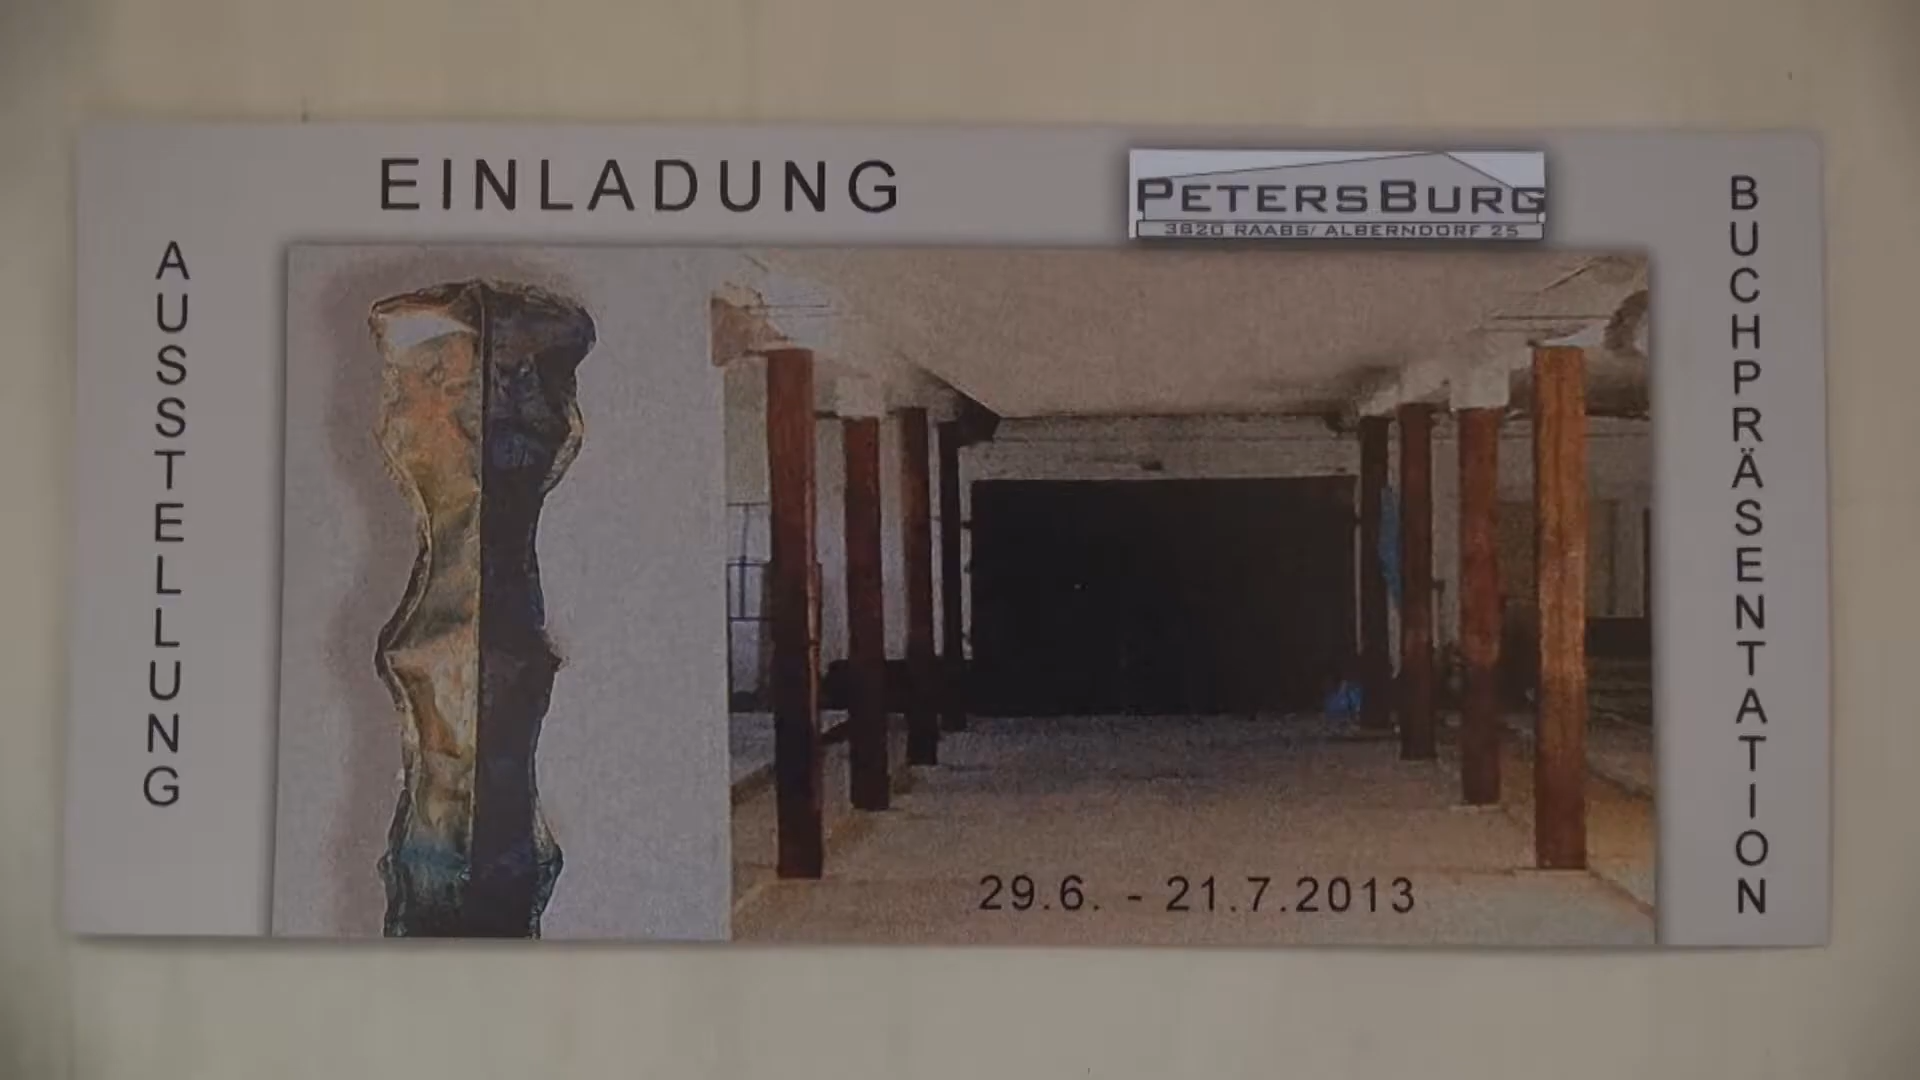 EINLADUNG
PETERSBURG
3820 RAABS/ ALBERNDORF 25
AUSSTELLUNG
BUCHPRÄSENTATION
29.6. - 21.7.2013